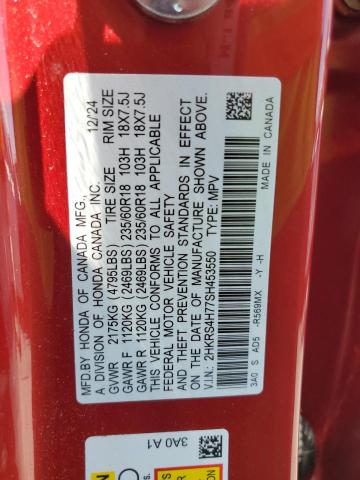 MFD.BY HONDA OF CANADA MFG.,
A DIVISION OF HONDA CANADA INC. 12/24
GVWR 2175KG (4795LBS) TIRE SIZE RIM SIZE
GAWR F 1120KG (2469LBS) 235/60R18 103H 18X7.5J
GAWR R 1120KG (2469LBS) 235/60R18 103H 18X7.5J
THIS VEHICLE CONFORMS TO ALL APPLICABLE
FEDERAL MOTOR VEHICLE SAFETY
AND THEFT PREVENTION STANDARDS IN EFFECT
ON THE DATE OF MANUFACTURE SHOWN ABOVE.
V.I.N: 2HKRS4H77SH453550 TYPE: MPV
3A0 S AD5 -R569MX -Y -H
MADE IN CANADA
3A0 A1